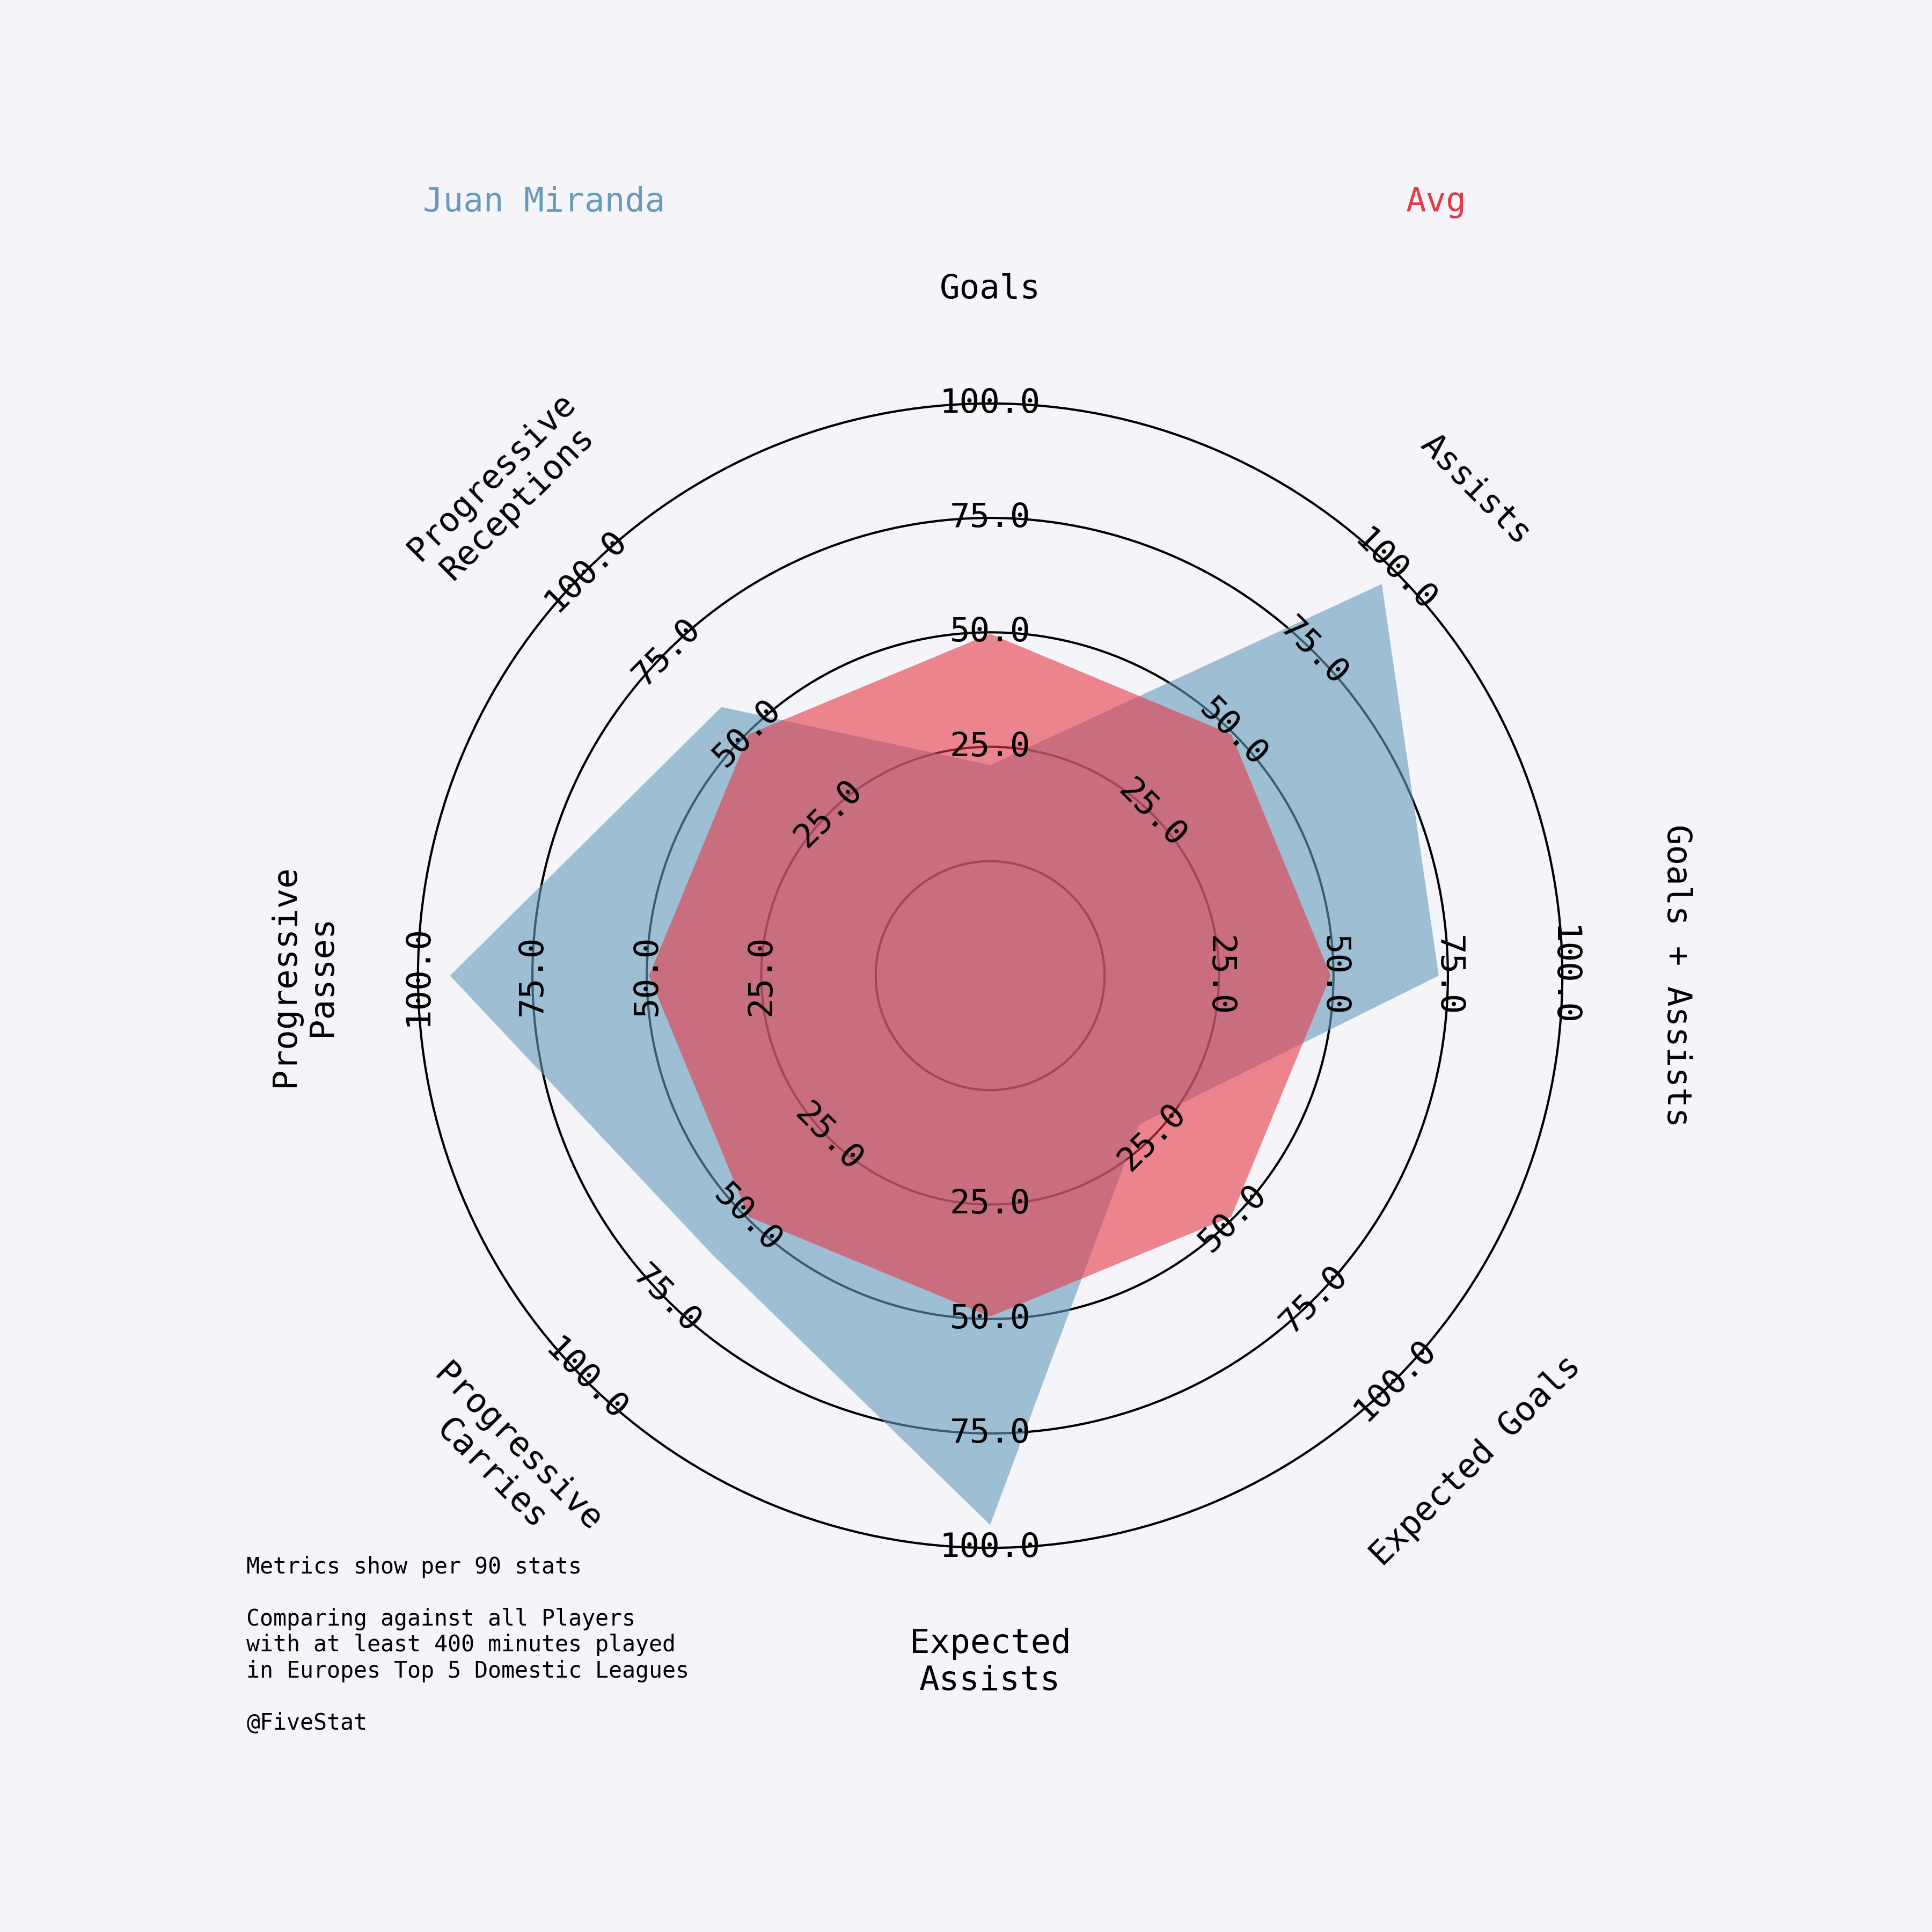 Juan Miranda
Avg
Goals
Assists
Goals + Assists
Expected Goals
Expected
Assists
Progressive
Carries
Progressive
Passes
Progressive
Receptions
25.0
50.0
75.0
100.0
25.0
50.0
75.0
100.0
25.0
50.0
75.0
100.0
25.0
50.0
75.0
100.0
25.0
50.0
75.0
100.0
25.0
50.0
75.0
100.0
25.0
50.0
75.0
100.0
25.0
50.0
75.0
100.0
Metrics show per 90 stats
Comparing against all Players
with at least 400 minutes played
in Europes Top 5 Domestic Leagues
@FiveStat